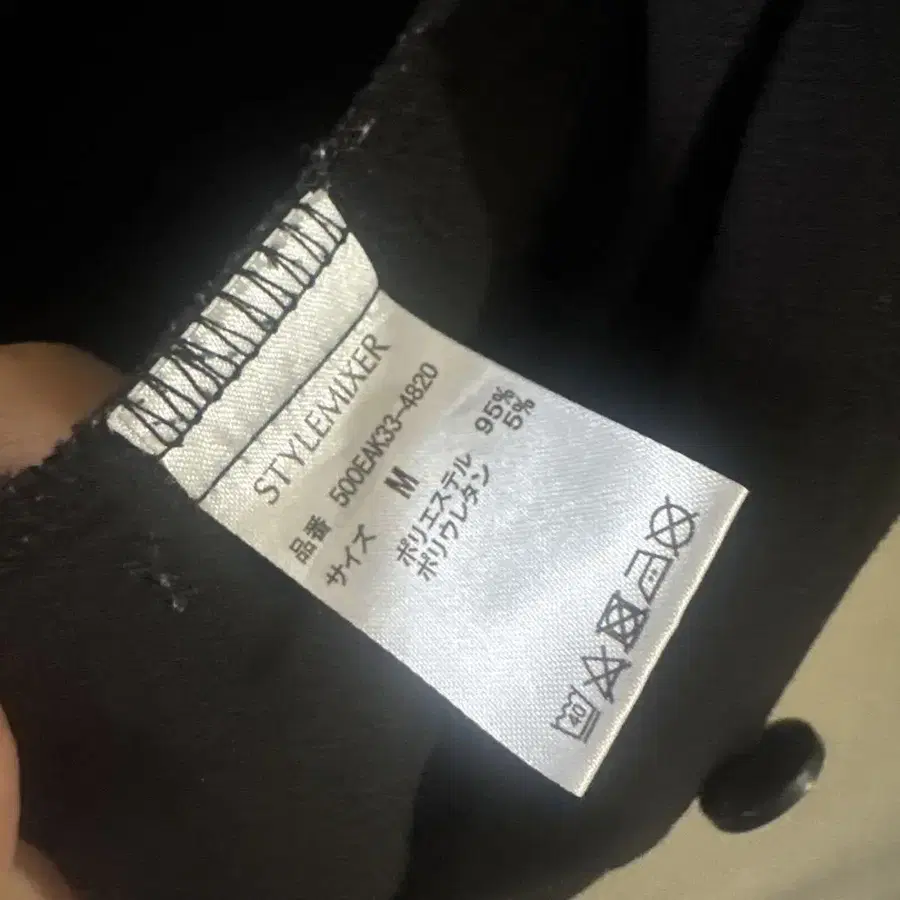 STYLEMIXER
品番 500EAK33-4820
サイズ M
ポリエステル 95%
ポリウレタン 5%
40